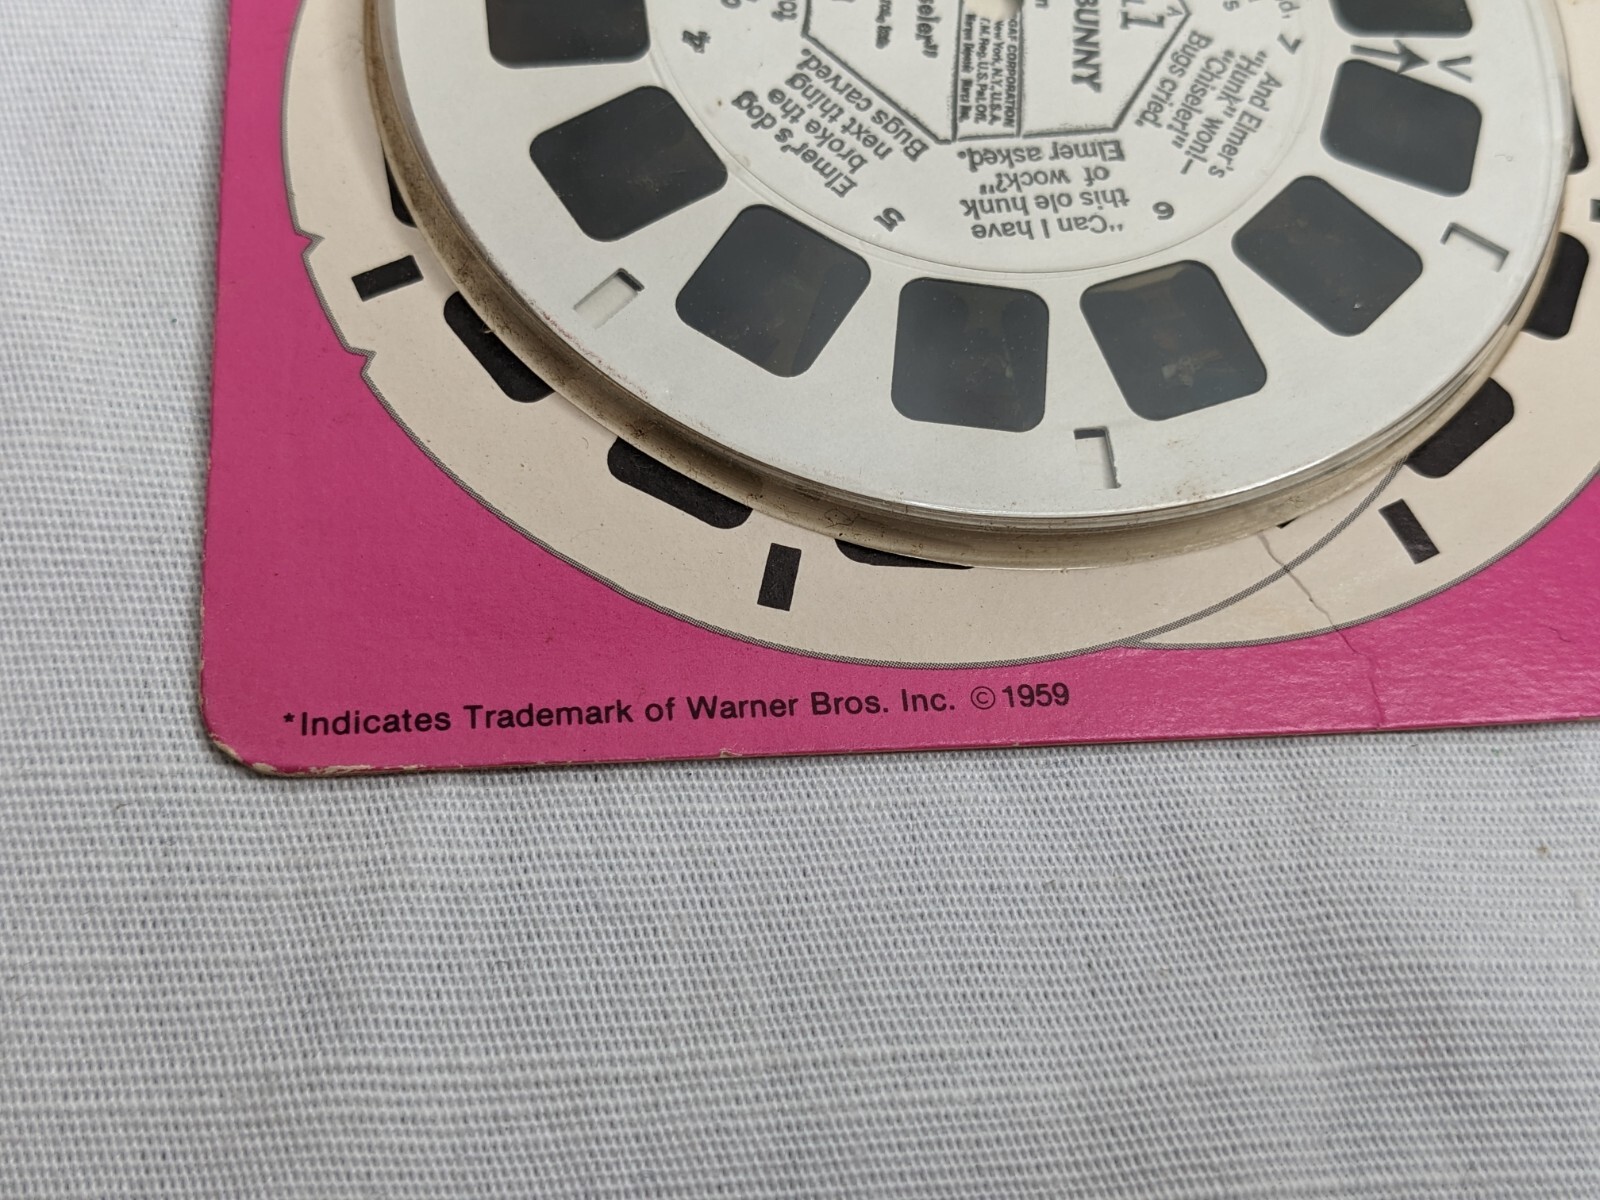 BUNNY
GAF CORPORATION
New York, N.Y., U.S.A.
Elmer's dog
broke the
next thing
Bugs carved.
5
"Can I have
this ole hunk
of wock?"
Elmer asked.
6
And Elmer's
"Hunk" won!—
"Chiseler!"
Bugs cried.
7
*Indicates Trademark of Warner Bros. Inc. © 1959